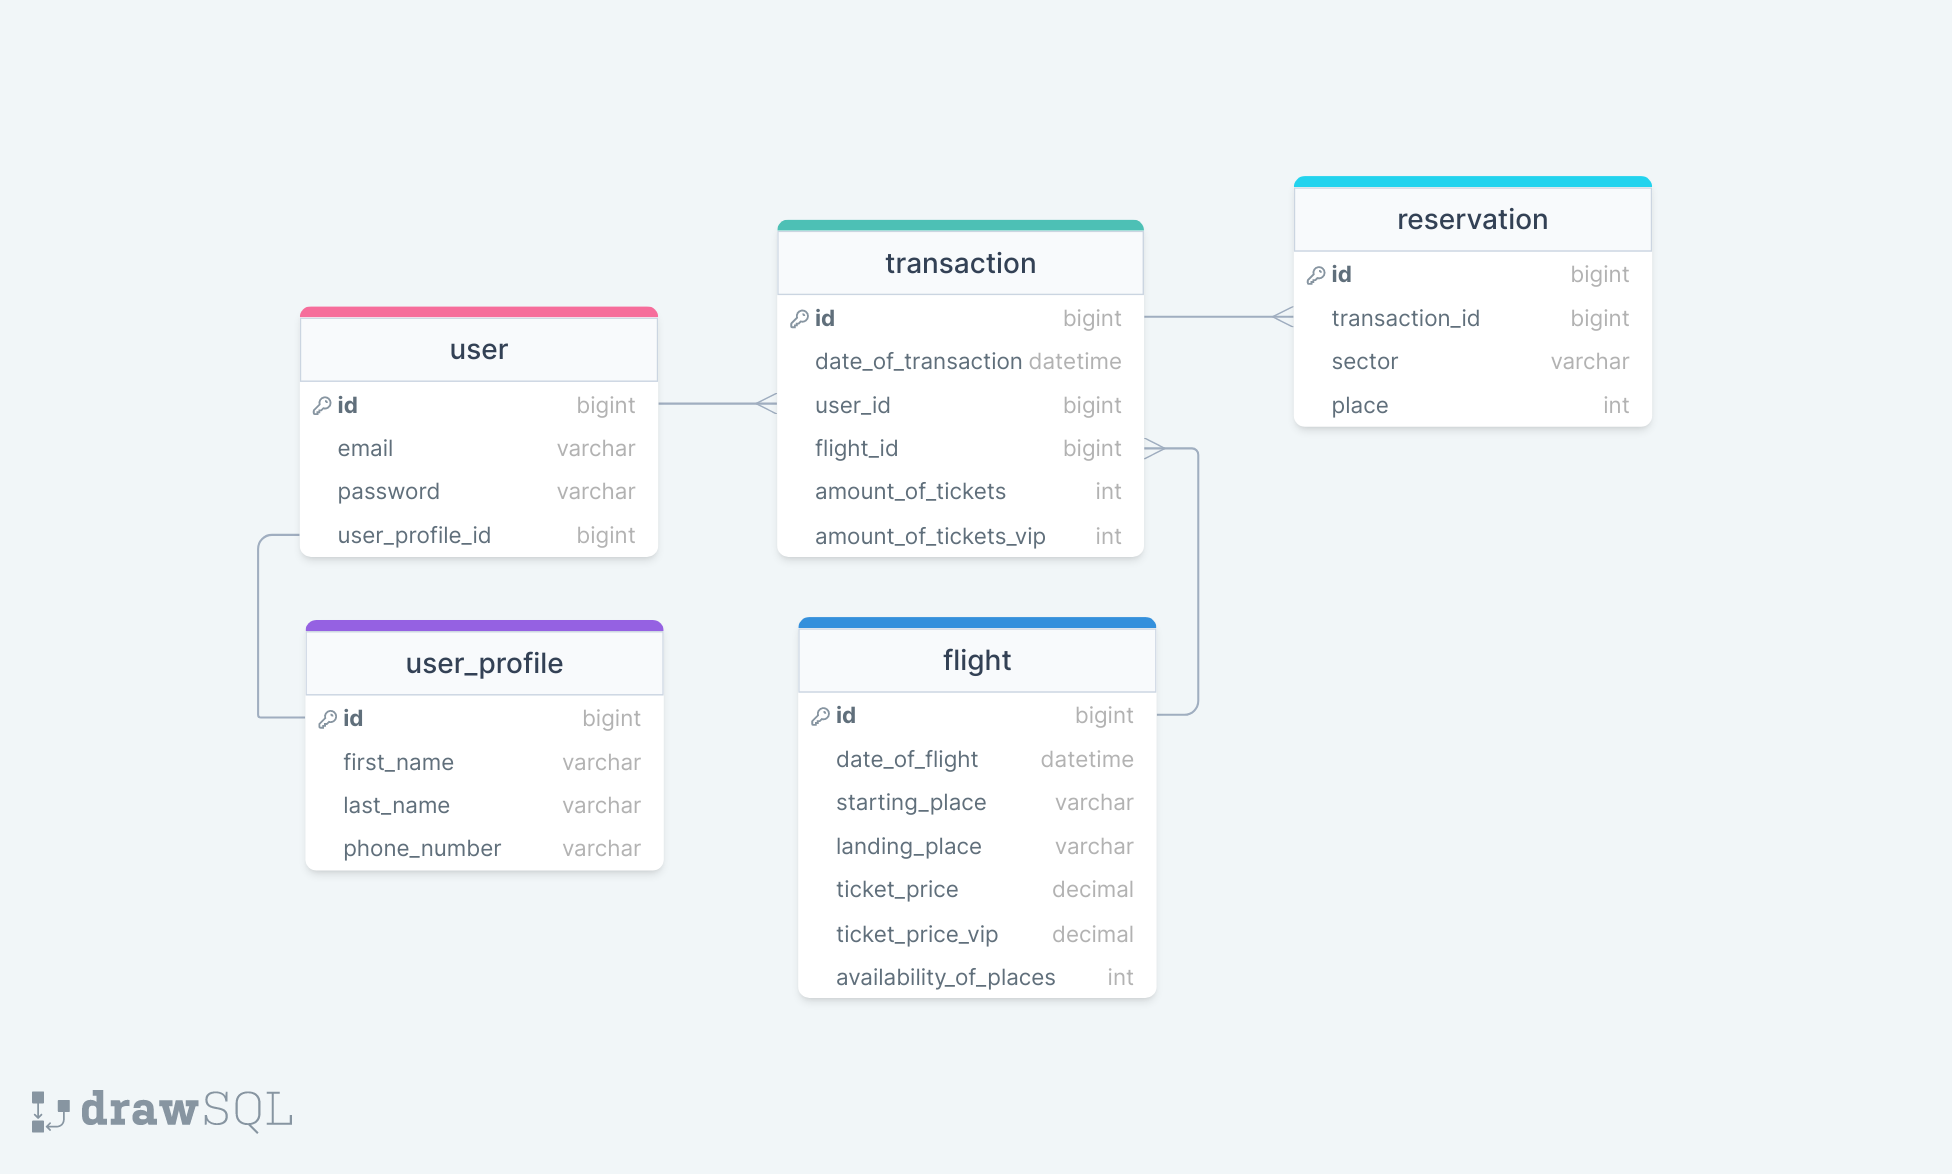 user
id bigint
email varchar
password varchar
user_profile_id bigint
user_profile
id bigint
first_name varchar
last_name varchar
phone_number varchar
transaction
id bigint
date_of_transaction datetime
user_id bigint
flight_id bigint
amount_of_tickets int
amount_of_tickets_vip int
flight
id bigint
date_of_flight datetime
starting_place varchar
landing_place varchar
ticket_price decimal
ticket_price_vip decimal
availability_of_places int
reservation
id bigint
transaction_id bigint
sector varchar
place int
drawSQL